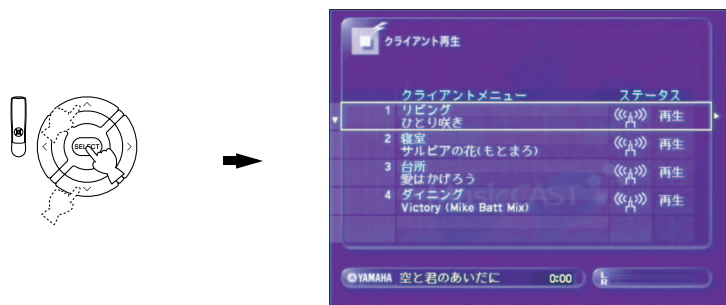 SELECT
クライアント再生
クライアントメニュー ステータス
1 リビング
ひとり咲き 再生
2 寝室
サルビアの花(もとまろ) 再生
3 台所
愛はかげろう 再生
4 ダイニング
Victory (Mike Batt Mix) 再生
MusicCAST
YAMAHA 空と君のあいだに 0:00 L
R